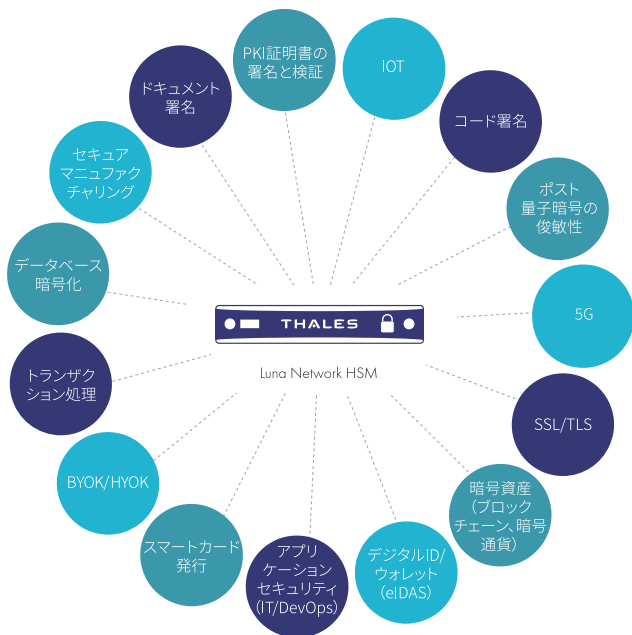 PKI証明書の
署名と検証
IOT
コード署名
ポスト
量子暗号の
俊敏性
5G
SSL/TLS
暗号資産
（ブロック
チェーン、暗号
通貨）
デジタルID/
ウォレット
（eIDAS）
アプリ
ケーション
セキュリティ
（IT/DevOps）
スマートカード
発行
BYOK/HYOK
トランザク
ション処理
データベース
暗号化
セキュア
マニュファク
チャリング
ドキュメント
署名
THALES
Luna Network HSM